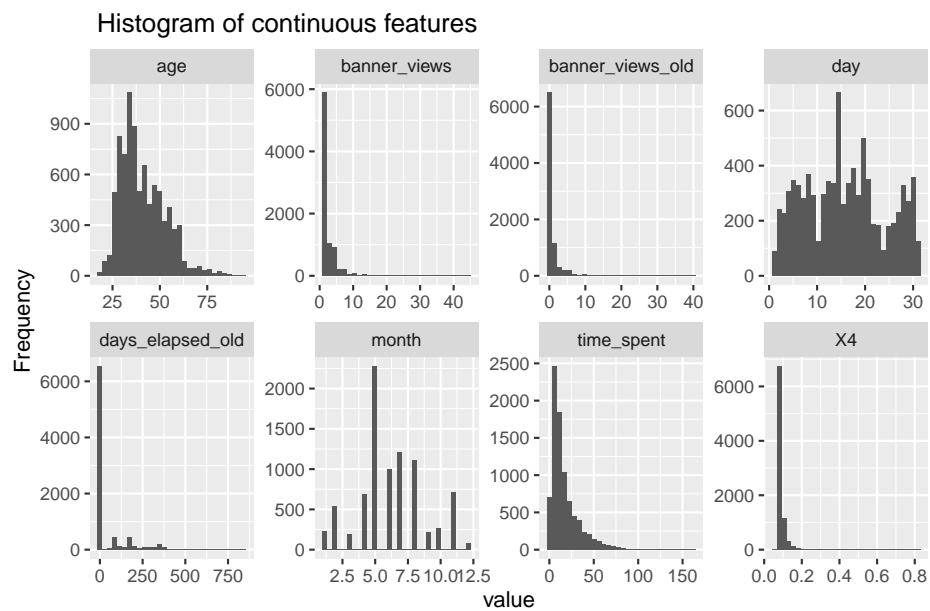 Histogram of continuous features
age banner_views banner_views_old day
900
600
300
0
25 50 75
6000
4000
2000
0
0 10 20 30 40
6000
4000
2000
0
0 10 20 30 40
600
400
200
0
0 10 20 30
days_elapsed_old month time_spent X4
6000
4000
2000
0
0 250 500 750
2000
1500
1000
500
0
2.5 5.0 7.5 10.0 12.5
2500
2000
1500
1000
500
0
0 50 100 150
6000
4000
2000
0
0.0 0.2 0.4 0.6 0.8
Frequency
value